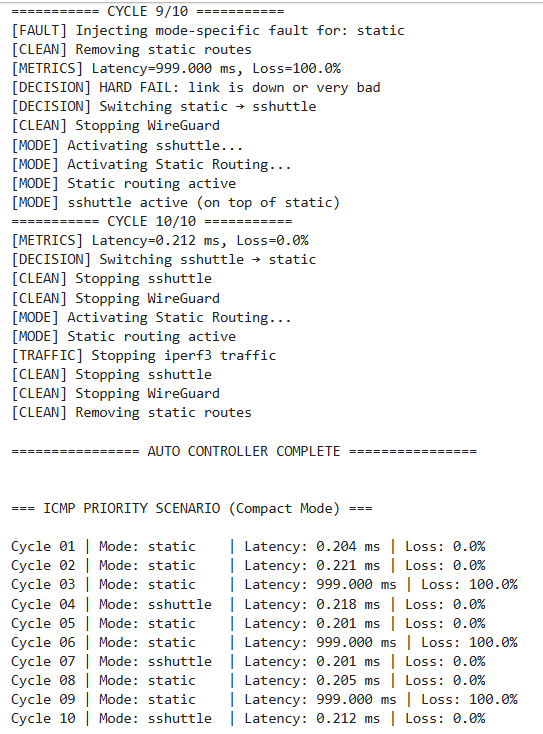 =========== CYCLE 9/10 ===========
[FAULT] Injecting mode-specific fault for: static
[CLEAN] Removing static routes
[METRICS] Latency=999.000 ms, Loss=100.0%
[DECISION] HARD FAIL: link is down or very bad
[DECISION] Switching static → sshuttle
[CLEAN] Stopping WireGuard
[MODE] Activating sshuttle...
[MODE] Activating Static Routing...
[MODE] Static routing active
[MODE] sshuttle active (on top of static)
=========== CYCLE 10/10 ===========
[METRICS] Latency=0.212 ms, Loss=0.0%
[DECISION] Switching sshuttle → static
[CLEAN] Stopping sshuttle
[CLEAN] Stopping WireGuard
[MODE] Activating Static Routing...
[MODE] Static routing active
[TRAFFIC] Stopping iperf3 traffic
[CLEAN] Stopping sshuttle
[CLEAN] Stopping WireGuard
[CLEAN] Removing static routes
================ AUTO CONTROLLER COMPLETE ================
=== ICMP PRIORITY SCENARIO (Compact Mode) ===
Cycle 01 | Mode: static    | Latency: 0.204 ms | Loss: 0.0%
Cycle 02 | Mode: static    | Latency: 0.221 ms | Loss: 0.0%
Cycle 03 | Mode: static    | Latency: 999.000 ms | Loss: 100.0%
Cycle 04 | Mode: sshuttle  | Latency: 0.218 ms | Loss: 0.0%
Cycle 05 | Mode: static    | Latency: 0.201 ms | Loss: 0.0%
Cycle 06 | Mode: static    | Latency: 999.000 ms | Loss: 100.0%
Cycle 07 | Mode: sshuttle  | Latency: 0.201 ms | Loss: 0.0%
Cycle 08 | Mode: static    | Latency: 0.205 ms | Loss: 0.0%
Cycle 09 | Mode: static    | Latency: 999.000 ms | Loss: 100.0%
Cycle 10 | Mode: sshuttle  | Latency: 0.212 ms | Loss: 0.0%